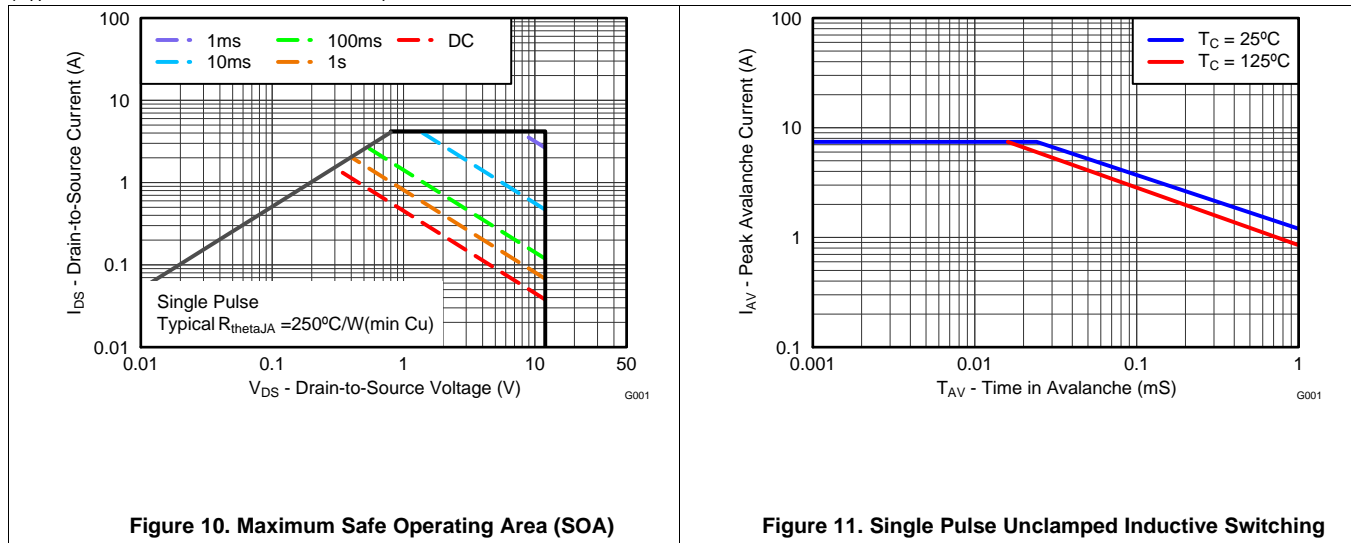 100
10
1
0.1
0.01
I_DS - Drain-to-Source Current (A)
1ms 100ms DC
10ms 1s
Single Pulse
Typical R_thetaJA =250ºC/W(min Cu)
0.01 0.1 1 10 50
V_DS - Drain-to-Source Voltage (V)
G001
Figure 10. Maximum Safe Operating Area (SOA)
100
10
1
0.1
I_AV - Peak Avalanche Current (A)
T_C = 25ºC
T_C = 125ºC
0.001 0.01 0.1 1
T_AV - Time in Avalanche (mS)
G001
Figure 11. Single Pulse Unclamped Inductive Switching